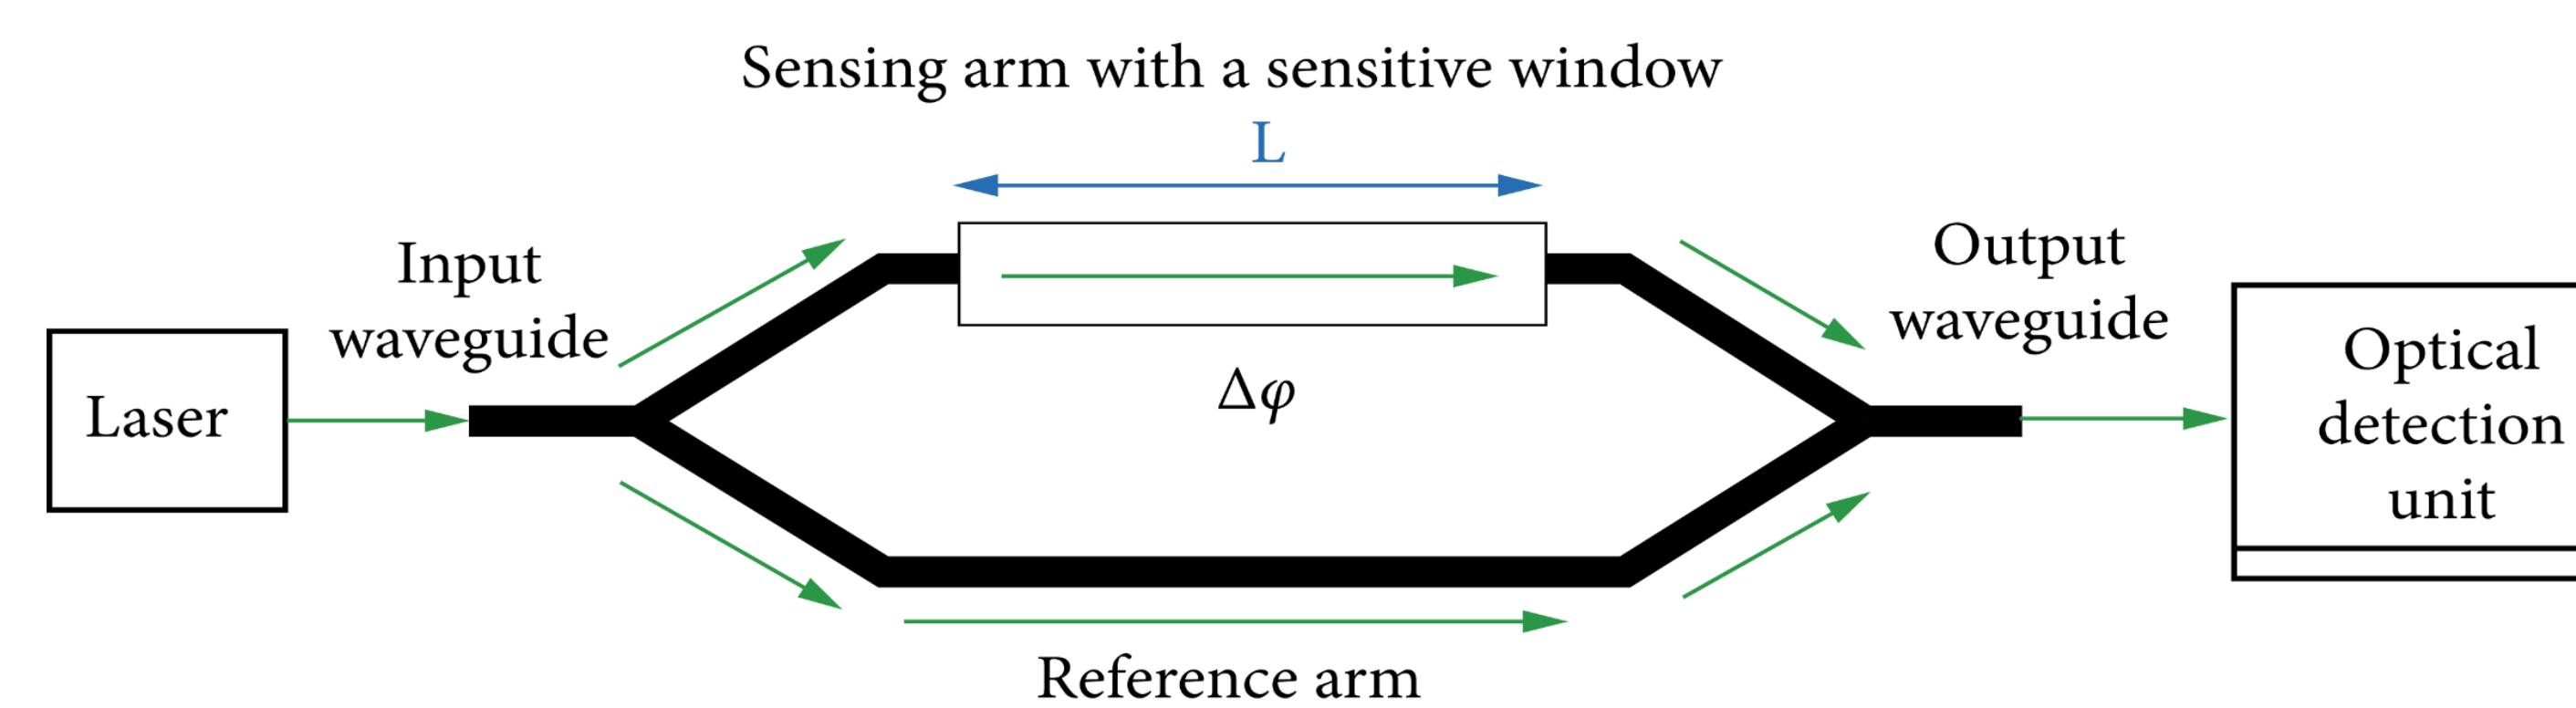 Sensing arm with a sensitive window
L
Input
waveguide
Laser
Δφ
Output
waveguide
Optical
detection
unit
Reference arm